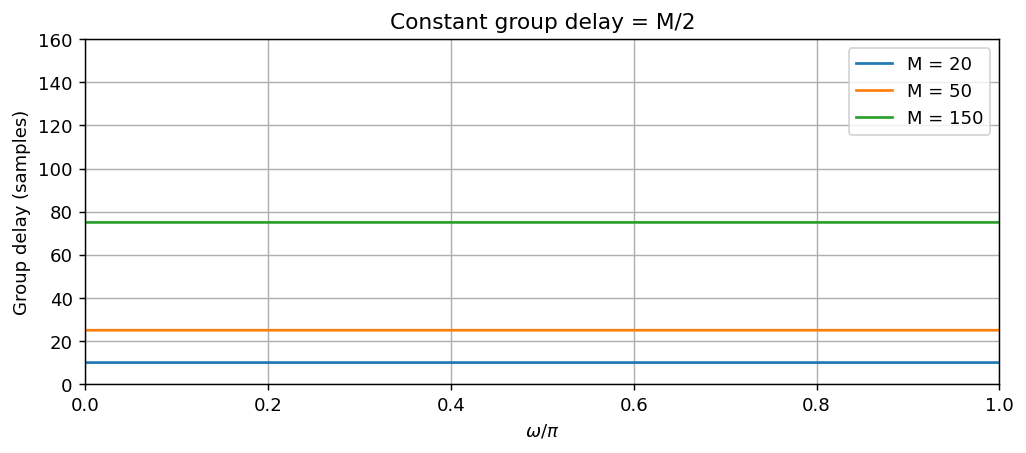 Constant group delay = M/2
Group delay (samples)
160
140
120
100
80
60
40
20
0
M = 20
M = 50
M = 150
0.0 0.2 0.4 0.6 0.8 1.0
ω/π